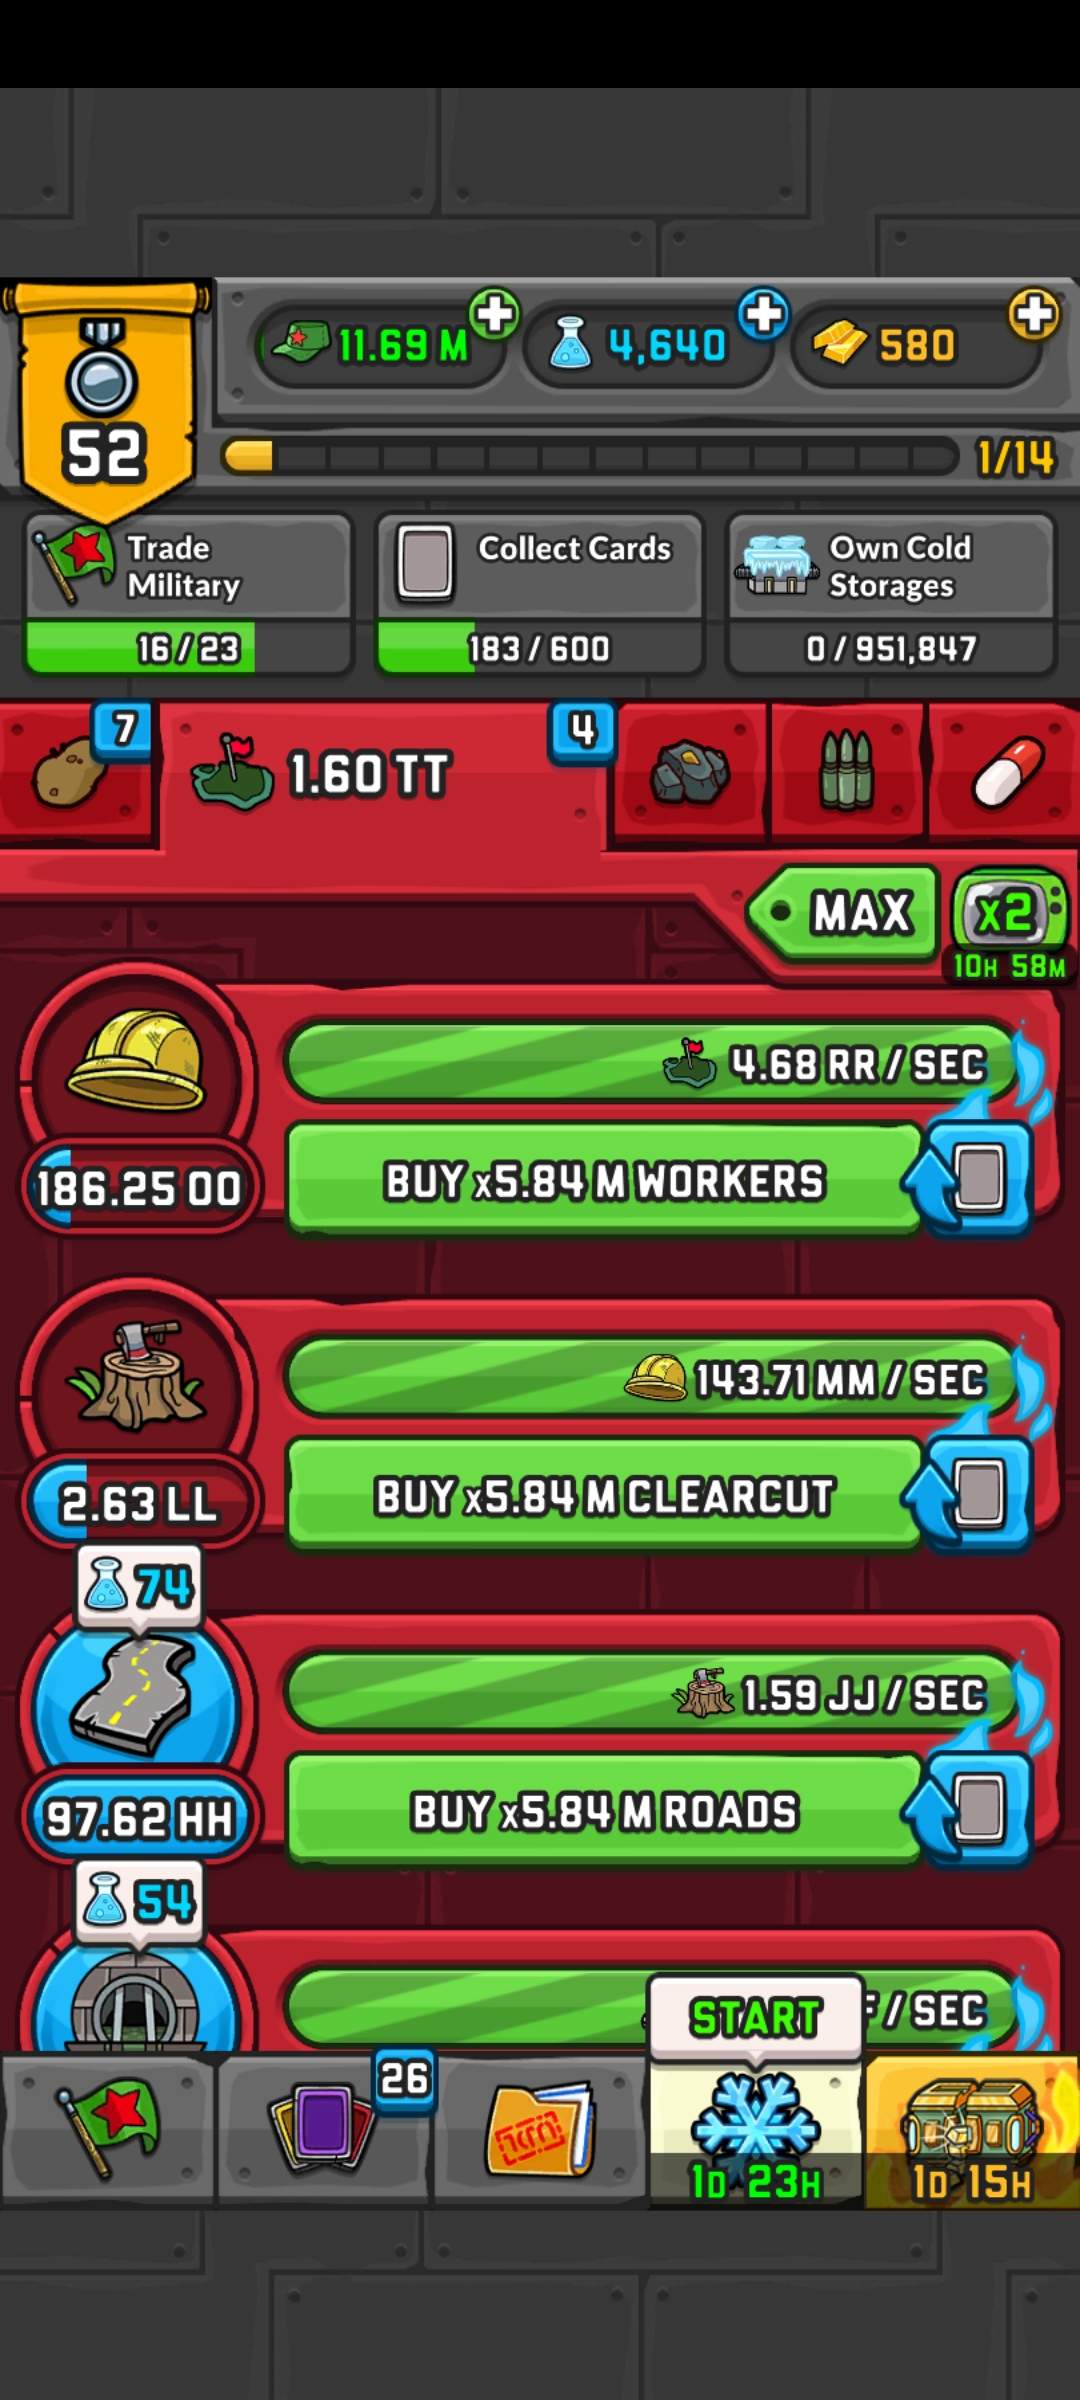 11.69 M
4,640
580
52
1/14
Trade
Military
16/23
Collect Cards
183/600
Own Cold
Storages
0/951,847
7
1.60 TT
4
MAX
x2
10H 58M
4.68 RR/SEC
186.25 OO
BUY x5.84 M WORKERS
143.71 MM/SEC
2.63 LL
BUY x5.84 M CLEARCUT
74
1.59 JJ/SEC
97.62 HH
BUY x5.84 M ROADS
54
/SEC
START
26
1D 23H
1D 15H